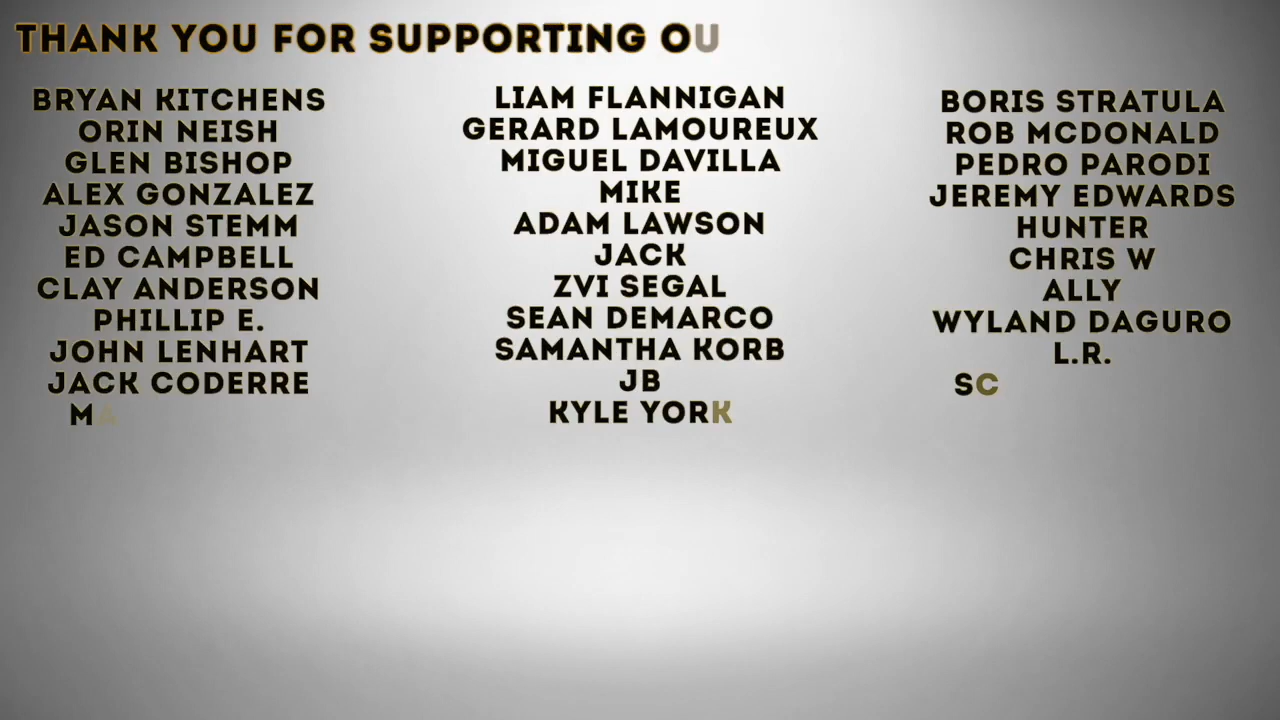 THANK YOU FOR SUPPORTING OU
BRYAN KITCHENS
ORIN NEISH
GLEN BISHOP
ALEX GONZALEZ
JASON STEMM
ED CAMPBELL
CLAY ANDERSON
PHILLIP E.
JOHN LENHART
JACK CODERRE
MA
LIAM FLANNIGAN
GERARD LAMOUREUX
MIGUEL DAVILLA
MIKE
ADAM LAWSON
JACK
ZVI SEGAL
SEAN DEMARCO
SAMANTHA KORB
JB
KYLE YORK
BORIS STRATULA
ROB MCDONALD
PEDRO PARODI
JEREMY EDWARDS
HUNTER
CHRIS W
ALLY
WYLAND DAGURO
L.R.
SC